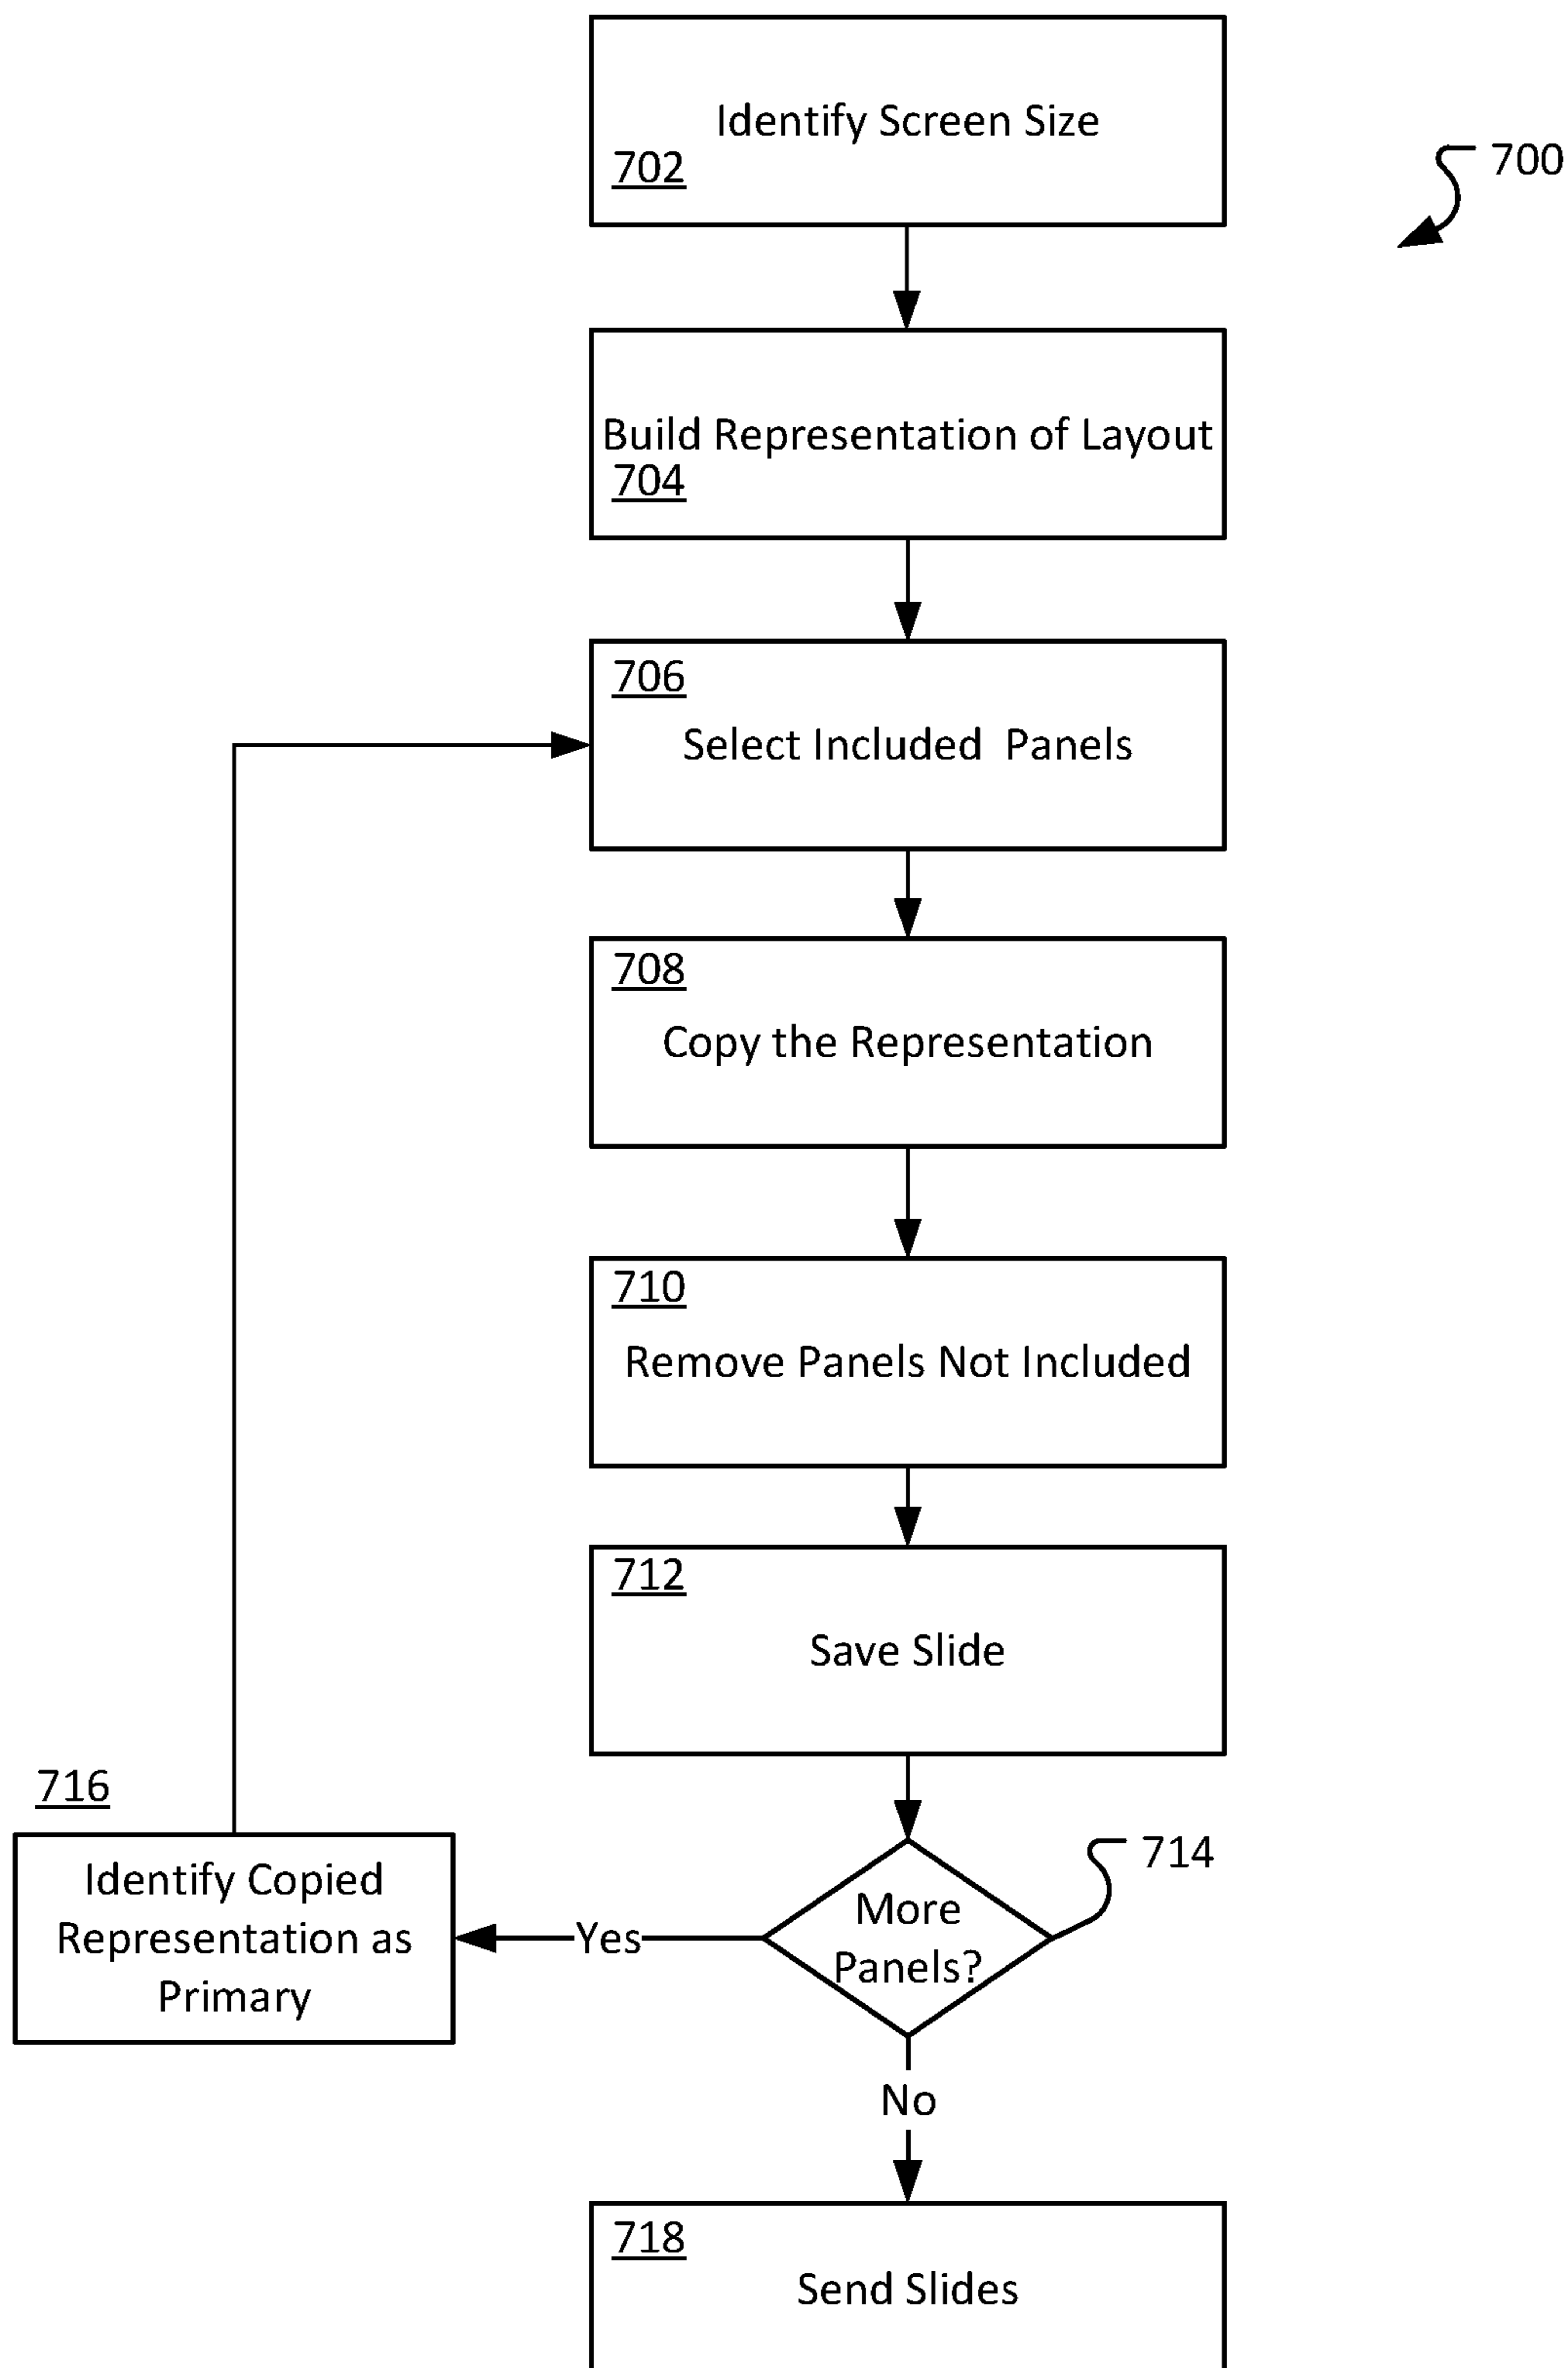 Identify Screen Size
702
700
Build Representation of Layout
704
706
Select Included Panels
708
Copy the Representation
710
Remove Panels Not Included
712
Save Slide
716
Identify Copied
Representation as
Primary
Yes
More
Panels?
714
No
718
Send Slides